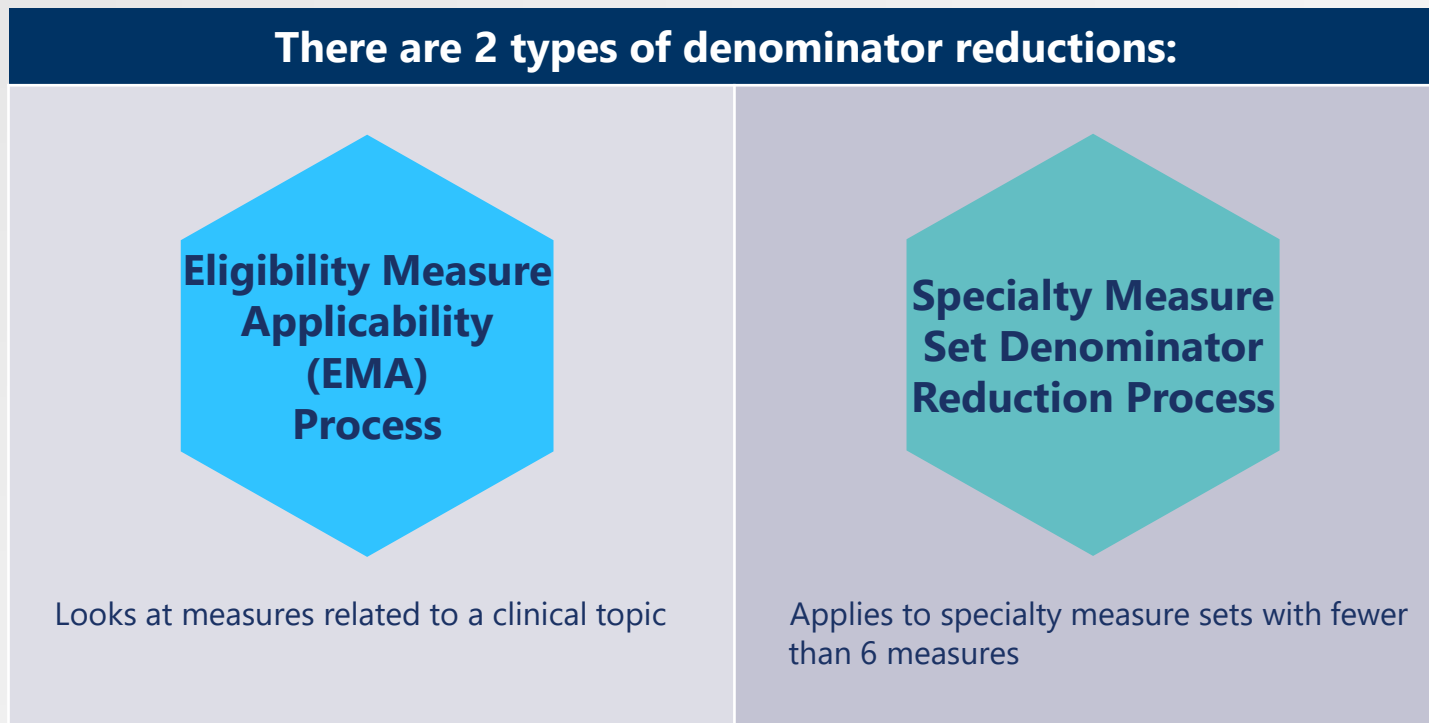 There are 2 types of denominator reductions:
Eligibility Measure
Applicability
(EMA)
Process
Looks at measures related to a clinical topic
Specialty Measure
Set Denominator
Reduction Process
Applies to specialty measure sets with fewer
than 6 measures